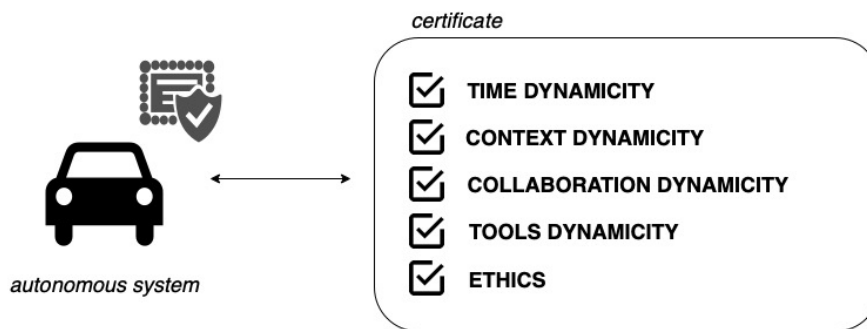 certificate
TIME DYNAMICITY
CONTEXT DYNAMICITY
COLLABORATION DYNAMICITY
TOOLS DYNAMICITY
ETHICS
autonomous system